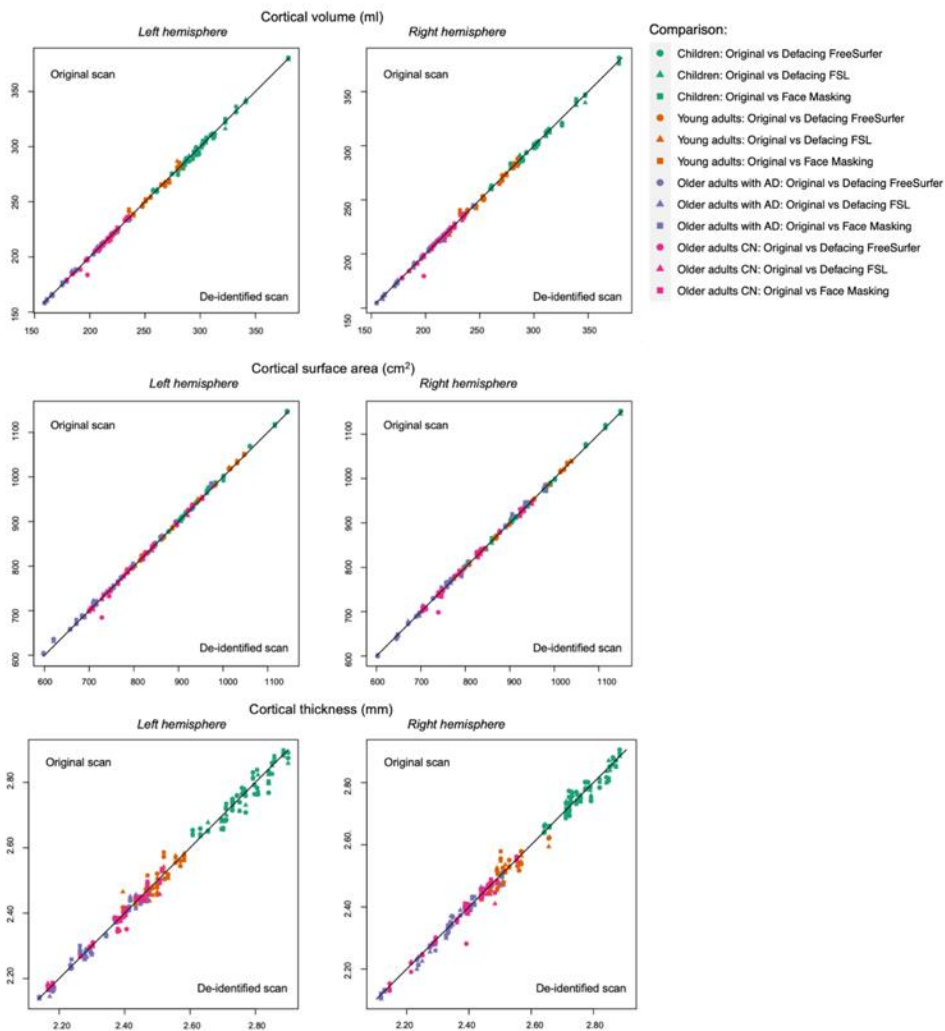 Cortical volume (ml)
Left hemisphere
Right hemisphere
Original scan
De-identified scan
150
200
250
300
350
150 200 250 300 350
Original scan
De-identified scan
150
200
250
300
350
150 200 250 300 350
Comparison:
Children: Original vs Defacing FreeSurfer
Children: Original vs Defacing FSL
Children: Original vs Face Masking
Young adults: Original vs Defacing FreeSurfer
Young adults: Original vs Defacing FSL
Young adults: Original vs Face Masking
Older adults with AD: Original vs Defacing FreeSurfer
Older adults with AD: Original vs Defacing FSL
Older adults with AD: Original vs Face Masking
Older adults CN: Original vs Defacing FreeSurfer
Older adults CN: Original vs Defacing FSL
Older adults CN: Original vs Face Masking
Cortical surface area (cm²)
Left hemisphere
Right hemisphere
Original scan
De-identified scan
600
700
800
900
1000
1100
600 700 800 900 1000 1100
Original scan
De-identified scan
600
700
800
900
1000
1100
600 700 800 900 1000 1100
Cortical thickness (mm)
Left hemisphere
Right hemisphere
Original scan
De-identified scan
2.20
2.40
2.60
2.80
2.20 2.40 2.60 2.80
Original scan
De-identified scan
2.20
2.40
2.60
2.80
2.20 2.40 2.60 2.80